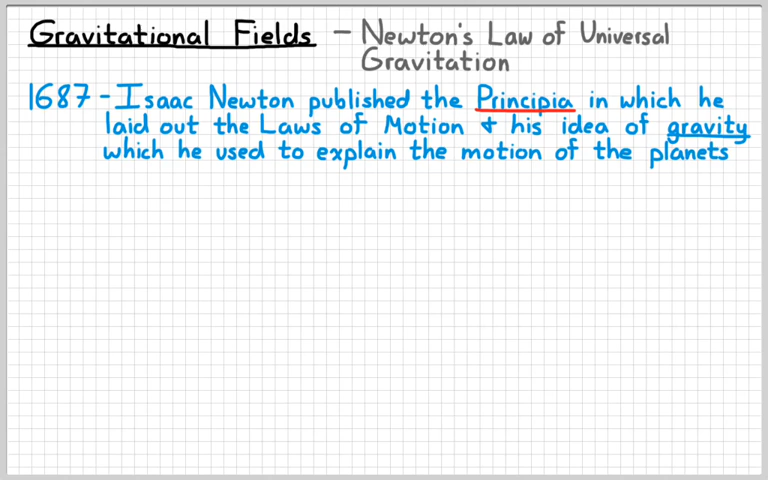 Gravitational Fields – Newton's Law of Universal
Gravitation
1687 - Isaac Newton published the Principia in which he
laid out the Laws of Motion & his idea of gravity
which he used to explain the motion of the planets